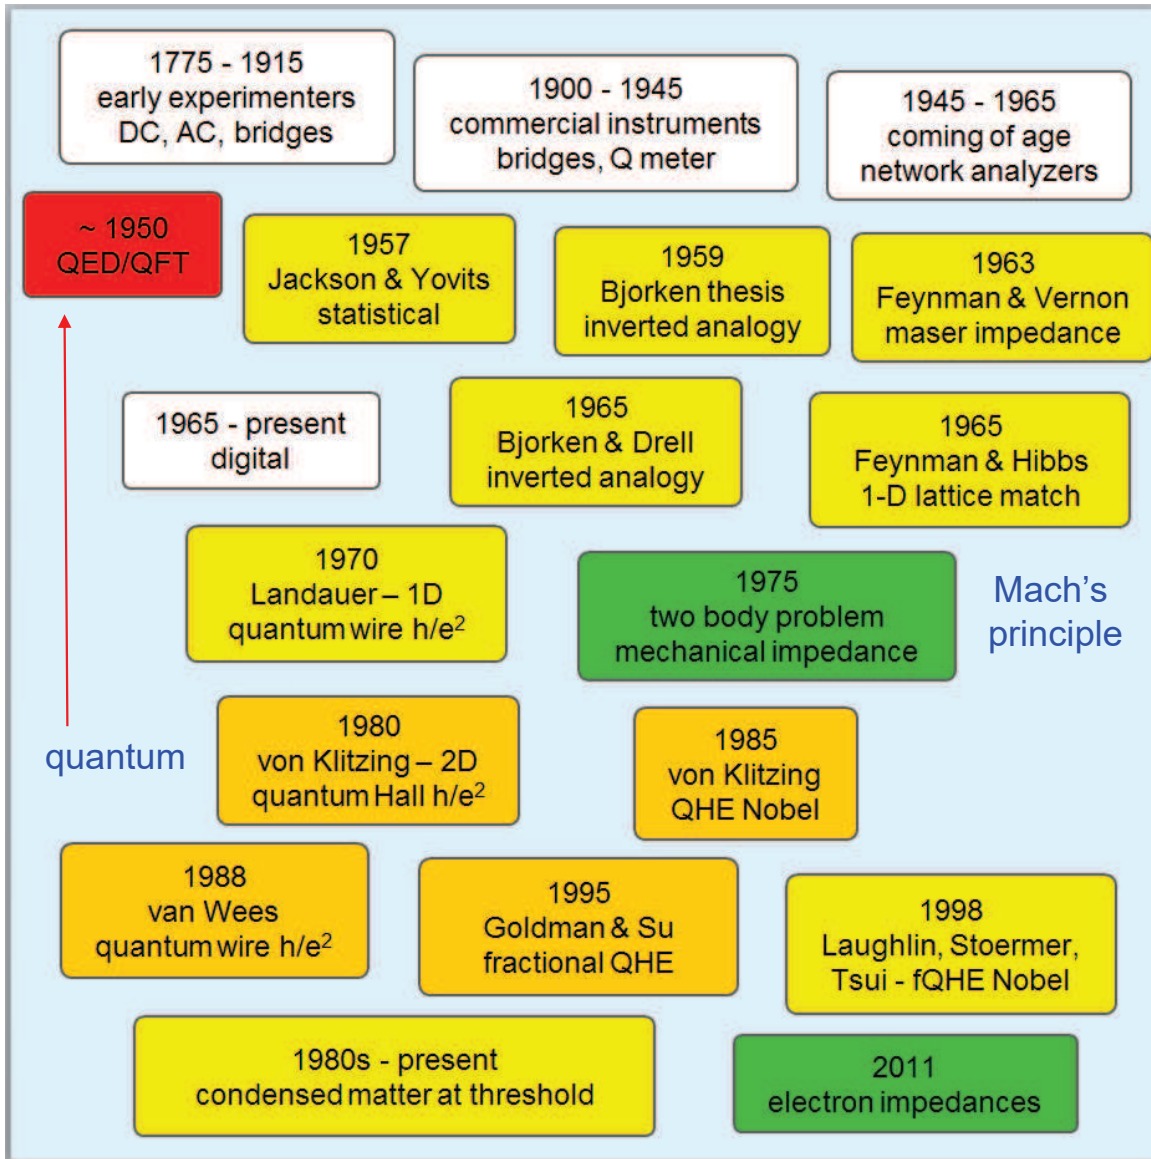 1775 - 1915
early experimenters
DC, AC, bridges
1900 - 1945
commercial instruments
bridges, Q meter
1945 - 1965
coming of age
network analyzers
~ 1950
QED/QFT
1957
Jackson & Yovits
statistical
1959
Bjorken thesis
inverted analogy
1963
Feynman & Vernon
maser impedance
1965 - present
digital
1965
Bjorken & Drell
inverted analogy
1965
Feynman & Hibbs
1-D lattice match
1970
Landauer – 1D
quantum wire h/e²
1975
two body problem
mechanical impedance
Mach’s
principle
quantum
1980
von Klitzing – 2D
quantum Hall h/e²
1985
von Klitzing
QHE Nobel
1988
van Wees
quantum wire h/e²
1995
Goldman & Su
fractional QHE
1998
Laughlin, Stoermer,
Tsui - fQHE Nobel
1980s - present
condensed matter at threshold
2011
electron impedances